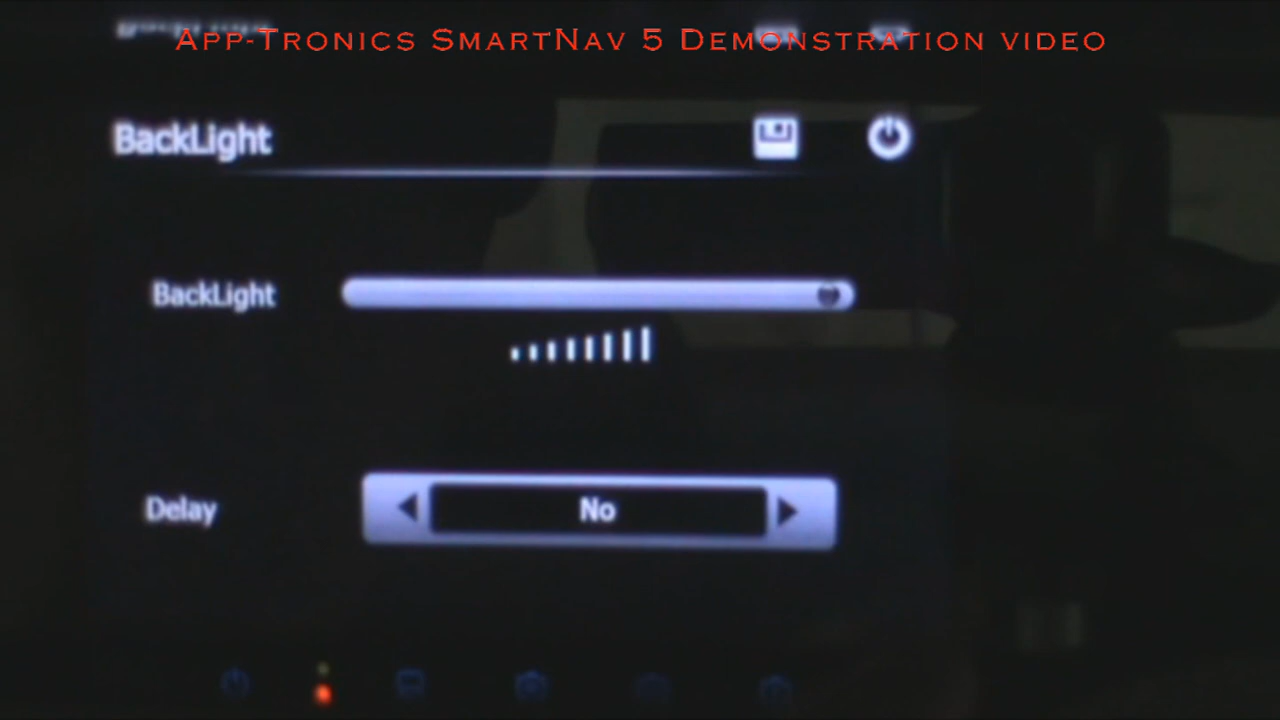 App-Tronics SmartNav 5 Demonstration video
BackLight
BackLight
Delay
No